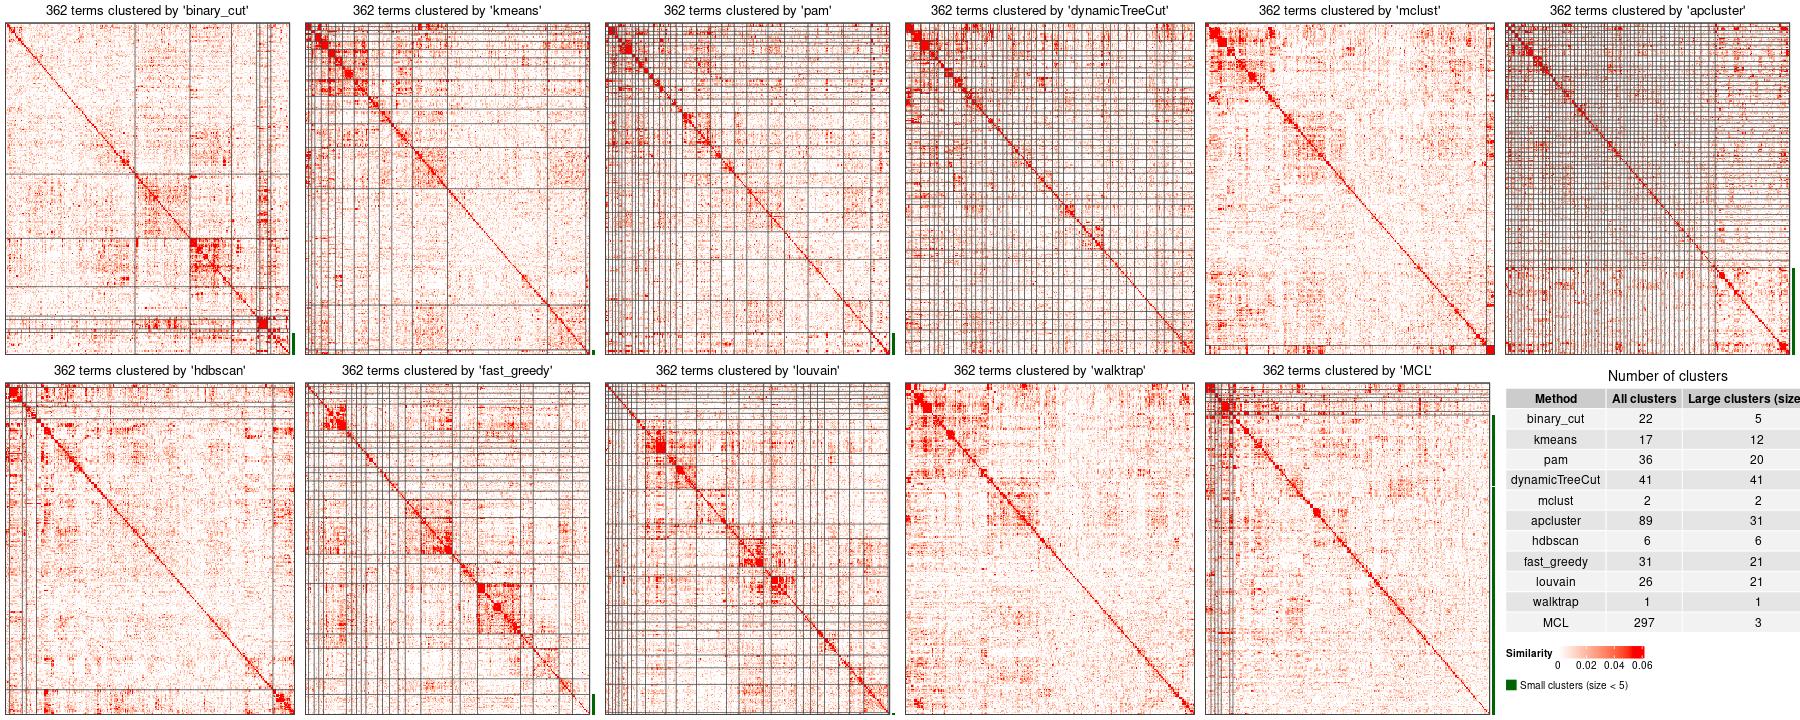 362 terms clustered by 'binary_cut'
362 terms clustered by 'kmeans'
362 terms clustered by 'pam'
362 terms clustered by 'dynamicTreeCut'
362 terms clustered by 'mclust'
362 terms clustered by 'apcluster'
362 terms clustered by 'hdbscan'
362 terms clustered by 'fast_greedy'
362 terms clustered by 'louvain'
362 terms clustered by 'walktrap'
362 terms clustered by 'MCL'
Number of clusters
Method All clusters Large clusters (size
binary_cut 22 5
kmeans 17 12
pam 36 20
dynamicTreeCut 41 41
mclust 2 2
apcluster 89 31
hdbscan 6 6
fast_greedy 31 21
louvain 26 21
walktrap 1 1
MCL 297 3
Similarity
0 0.02 0.04 0.06
Small clusters (size < 5)